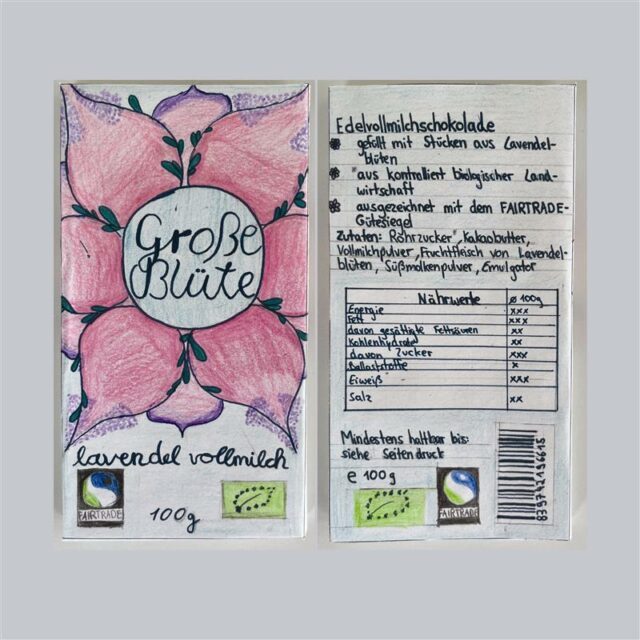 Große
Blüte
lavendel vollmilch
FAIRTRADE
100g
Edelvollmilchschokolade
gefüllt mit Stücken aus Lavendel-
blüten
*aus kontrolliert biologischer Land-
wirtschaft
ausgezeichnet mit dem FAIRTRADE-
Gütesiegel
Zutaten: Rohrzucker*, Kakaobutter,
Vollmilchpulver, Fruchtfleisch von Lavendel-
blüten, Süßmolkenpulver, Emulgator
Nährwerte ø 100g
Energie xxx
Fett xxx
davon gesättigte Fettsäuren xx
Kohlenhydrate xx
davon Zucker xxx
Ballaststoffe x
Eiweiß xxx
Salz xx
Mindestens haltbar bis:
siehe Seitendruck
e 100g
FAIRTRADE
839742196615